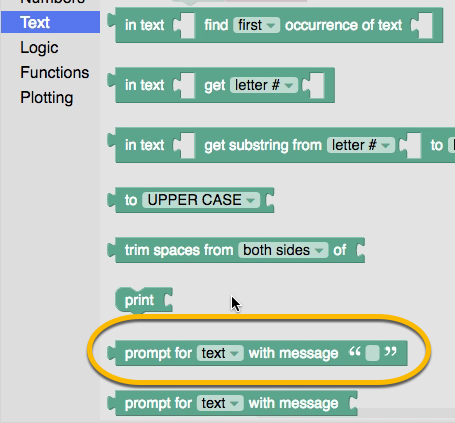 Numbers
Text
Logic
Functions
Plotting
in text find first ▾ occurrence of text
in text get letter # ▾
in text get substring from letter # ▾ to
to UPPER CASE ▾
trim spaces from both sides ▾ of
print
prompt for text ▾ with message “ ”
prompt for text ▾ with message